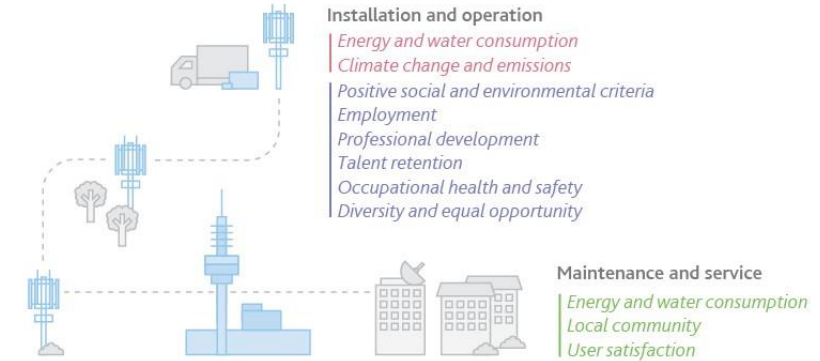 Installation and operation
Energy and water consumption
Climate change and emissions
Positive social and environmental criteria
Employment
Professional development
Talent retention
Occupational health and safety
Diversity and equal opportunity
Maintenance and service
Energy and water consumption
Local community
User satisfaction